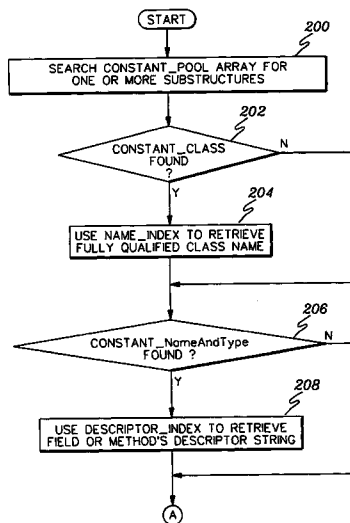 START
200
SEARCH CONSTANT_POOL ARRAY FOR
ONE OR MORE SUBSTRUCTURES
202
CONSTANT_CLASS
FOUND
?
N
Y
204
USE NAME_INDEX TO RETRIEVE
FULLY QUALIFIED CLASS NAME
206
CONSTANT_NameAndType
FOUND ?
N
Y
208
USE DESCRIPTOR_INDEX TO RETRIEVE
FIELD OR METHOD'S DESCRIPTOR STRING
A